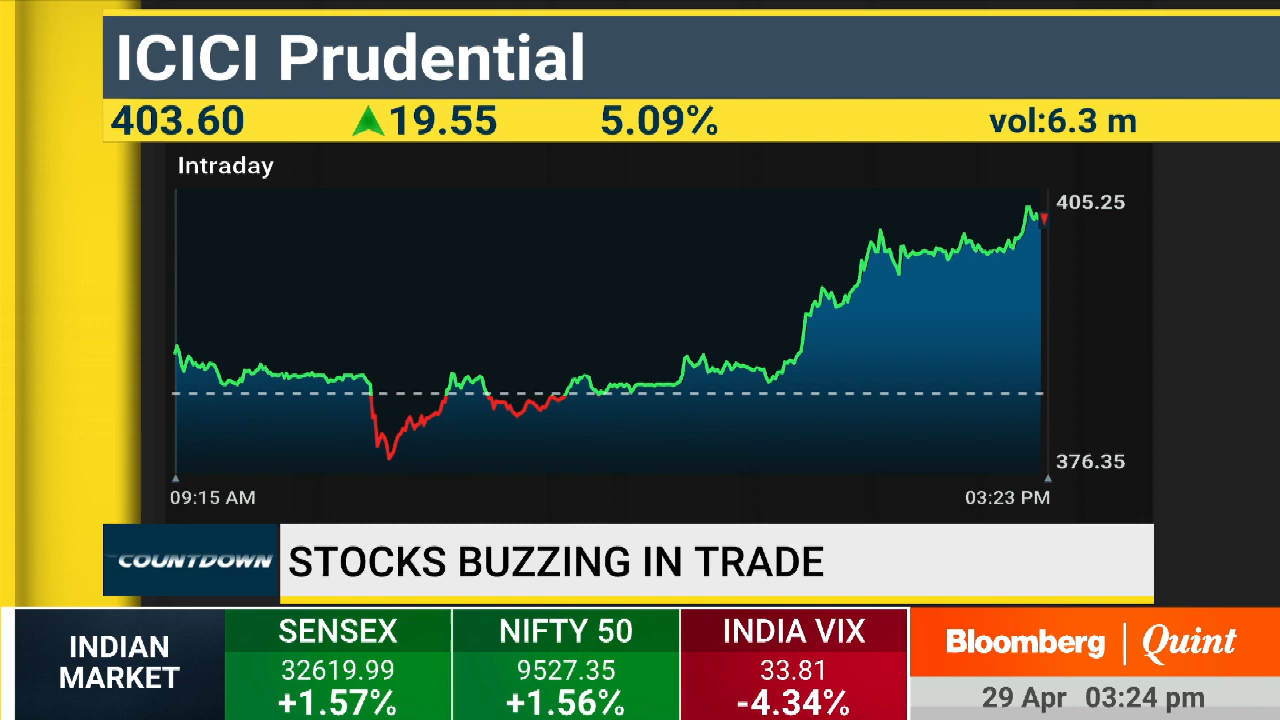 ICICI Prudential
403.60 19.55 5.09% vol:6.3 m
Intraday
405.25
376.35
09:15 AM 03:23 PM
COUNTDOWN
STOCKS BUZZING IN TRADE
INDIAN
MARKET
SENSEX
32619.99
+1.57%
NIFTY 50
9527.35
+1.56%
INDIA VIX
33.81
-4.34%
Bloomberg | Quint
29 Apr 03:24 pm